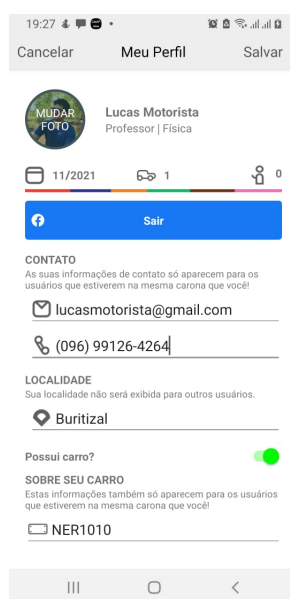 19:27
Cancelar Meu Perfil Salvar
MUDAR
FOTO
Lucas Motorista
Professor | Física
11/2021 1 0
Sair
CONTATO
As suas informações de contato só aparecem para os
usuários que estiverem na mesma carona que você!
lucasmotorista@gmail.com
(096) 99126-4264
LOCALIDADE
Sua localidade não será exibida para outros usuários.
Buritizal
Possui carro?
SOBRE SEU CARRO
Estas informações também só aparecem para os usuários
que estiverem na mesma carona que você!
NER1010